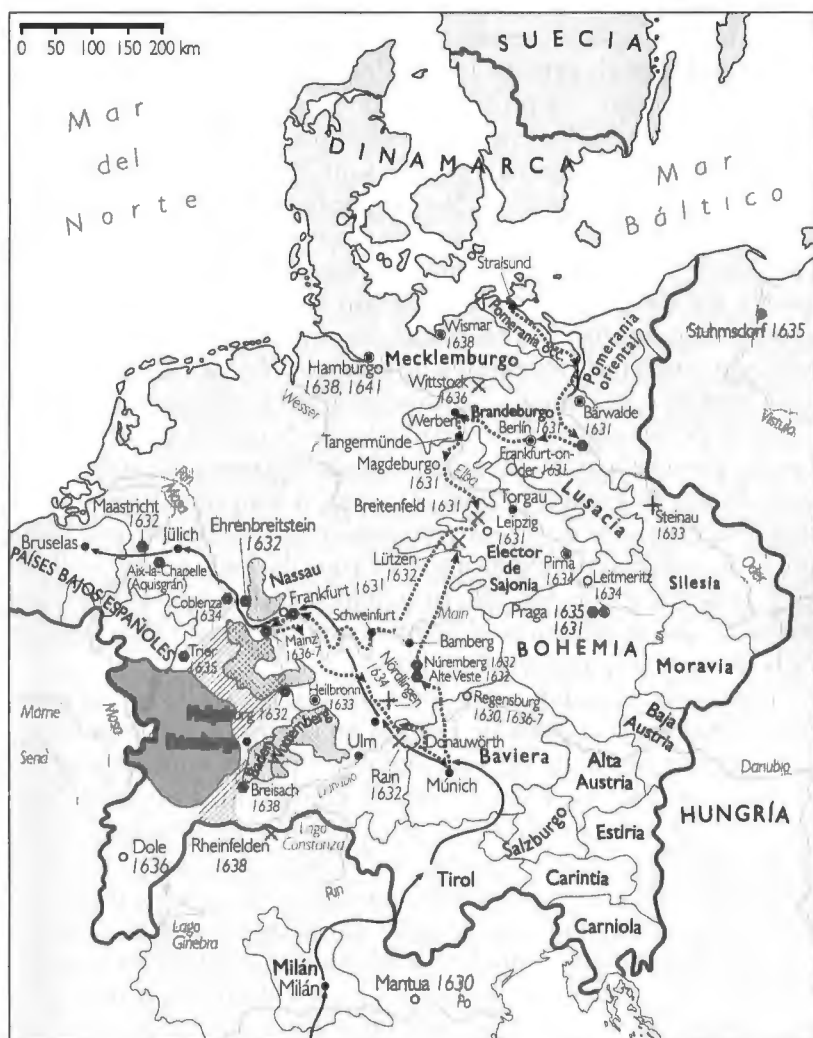 0 50 100 150 200 km
SUECIA
Mar
del
Norte
DINAMARCA
Mar
Báltico
Stralsund
Pomerania occ.
Pomerania
oriental
Stuhmsdorf 1635
Wismar
1638
Mecklemburgo
Hamburgo
1638, 1641
Wittstock
1636
Wesser
Vístula
Werben
Brandeburgo
Berlín 1631
Bärwalde
1631
Tangermünde
Frankfurt-on-
Oder 1631
Magdeburgo
1631
Elba
Breitenfeld 1631
Torgau
Lusacia
Steinau
1633
Leipzig
1631
Lützen
1632
Elector
de
Sajonia
Pirna
1634
Leitmeritz
1634
Silesia
Oder
Maastricht
1632
Rin
Mosa
Ehrenbreitstein
1632
Bruselas
Jülich
Aix-la-Chapelle
(Aquisgrán)
PAÍSES BAJOS ESPAÑOLES
Nassau
Frankfurt 1631
Coblenza
1634
Schweinfurt
Main
Praga 1635
1631
BOHEMIA
Moravia
Mainz
1636-7
Bamberg
Trier
1635
Núremberg 1632
Alte Veste 1632
Nördlingen
1634
Heilbronn
1633
Regensburg
1630, 1636-7
1632
Baden
Baja
Austria
Marne
Mosa
Sena
Ulm
Donauwörth
Baviera
Alta
Austria
Danubio
Rain
1632
Múnich
Breisach
1638
HUNGRÍA
Salzburgo
Estiria
Dole
1636
Rheinfelden
1638
Lago
Constanza
Tirol
Carintia
Rin
Carniola
Lago
Ginebra
Milán
Milán
Mantua 1630
Po